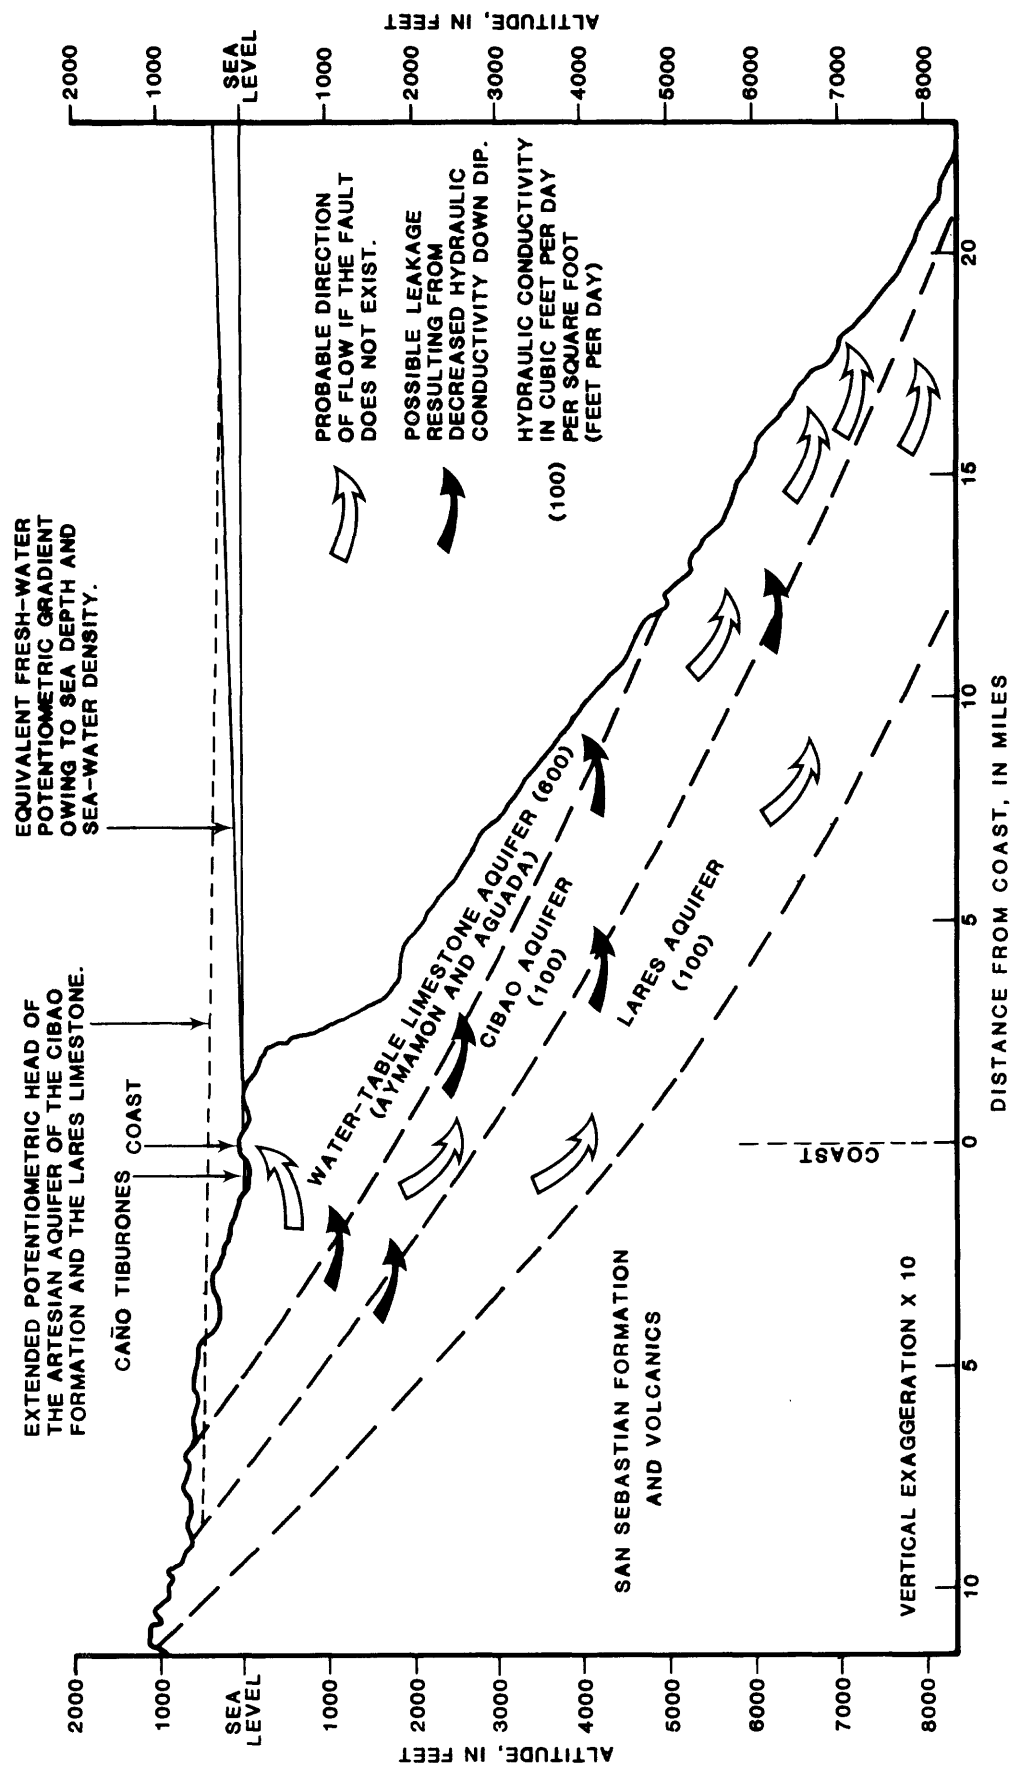 EXTENDED POTENTIOMETRIC HEAD OF
THE ARTESIAN AQUIFER OF THE CIBAO
FORMATION AND THE LARES LIMESTONE.
EQUIVALENT FRESH-WATER
POTENTIOMETRIC GRADIENT
OWING TO SEA DEPTH AND
SEA-WATER DENSITY.
CAÑO TIBURONES
COAST
ALTITUDE, IN FEET
2000
1000
SEA
LEVEL
1000
2000
3000
4000
5000
6000
7000
8000
WATER-TABLE LIMESTONE AQUIFER (600)
(AYMAMON AND AGUADA)
CIBAO AQUIFER
(100)
LARES AQUIFER
(100)
SAN SEBASTIAN FORMATION
AND VOLCANICS
VERTICAL EXAGGERATION X 10
COAST
PROBABLE DIRECTION
OF FLOW IF THE FAULT
DOES NOT EXIST.
POSSIBLE LEAKAGE
RESULTING FROM
DECREASED HYDRAULIC
CONDUCTIVITY DOWN DIP.
(100)
HYDRAULIC CONDUCTIVITY
IN CUBIC FEET PER DAY
PER SQUARE FOOT
(FEET PER DAY)
2000
1000
SEA
LEVEL
1000
2000
3000
4000
5000
6000
7000
8000
ALTITUDE, IN FEET
10 5 0 5 10 15 20
DISTANCE FROM COAST, IN MILES